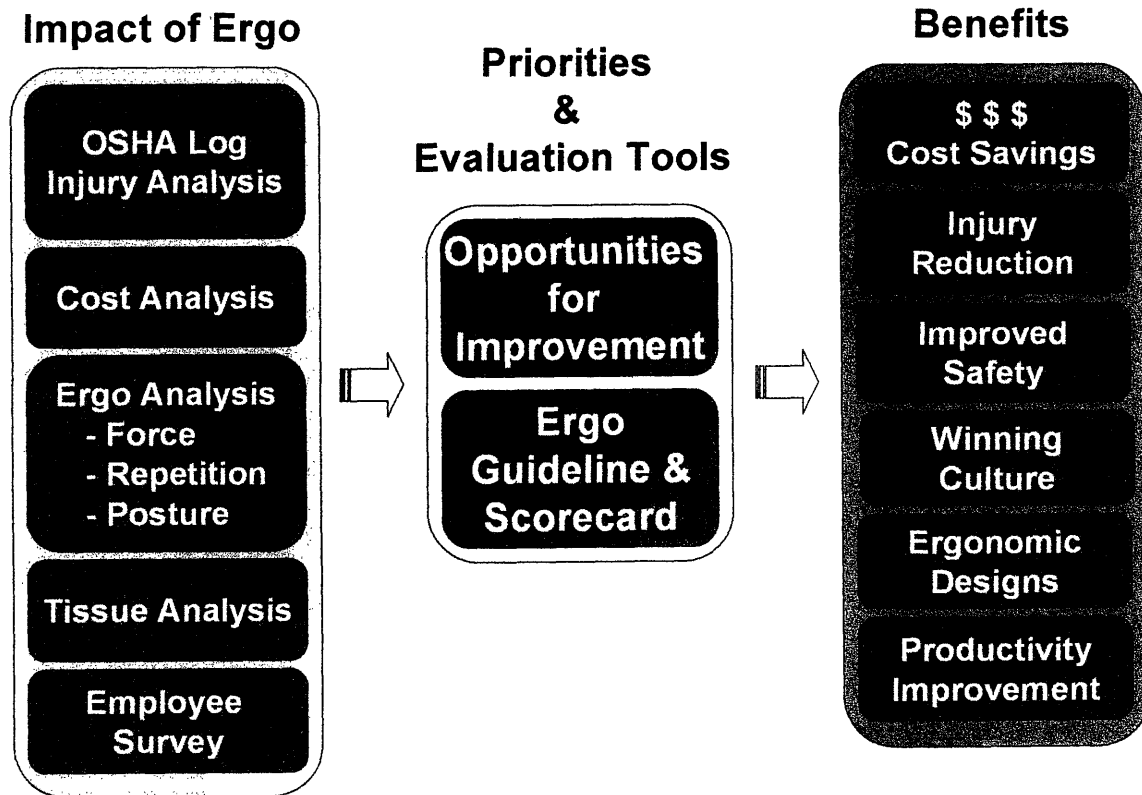 Impact of Ergo
OSHA Log
Injury Analysis
Cost Analysis
Ergo Analysis
- Force
- Repetition
- Posture
Tissue Analysis
Employee
Survey
Priorities
&
Evaluation Tools
Opportunities
for
Improvement
Ergo
Guideline &
Scorecard
Benefits
$ $ $
Cost Savings
Injury
Reduction
Improved
Safety
Winning
Culture
Ergonomic
Designs
Productivity
Improvement